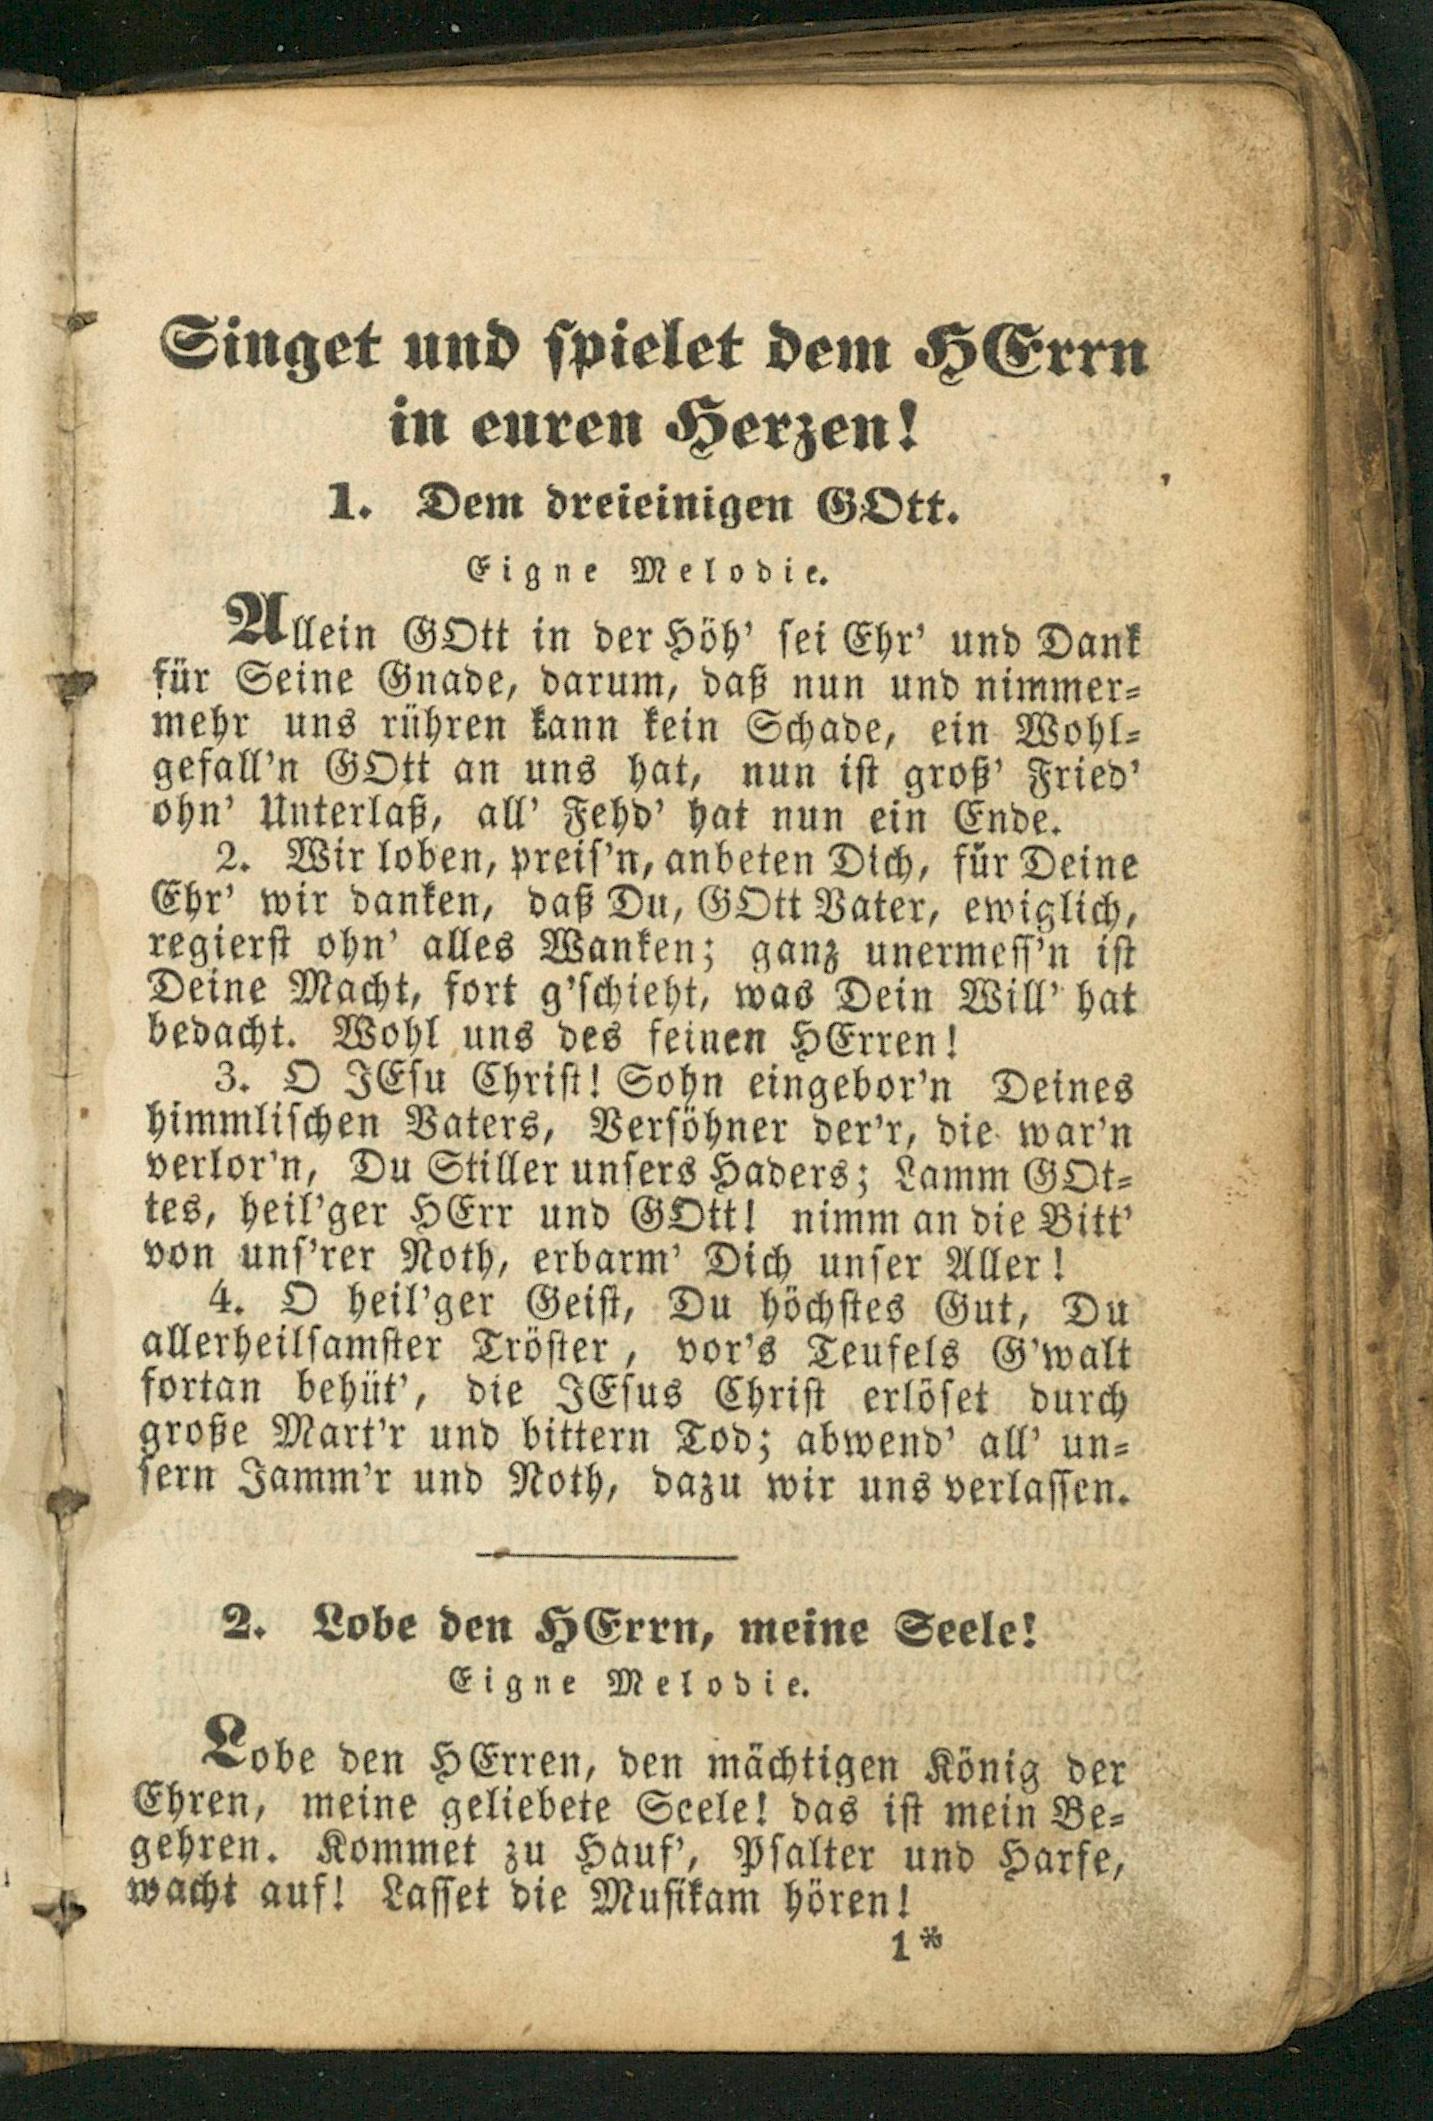 Singet und spielet dem HErrn
in euren Herzen!
1. Dem dreieinigen GOtt.
Eigne Melodie.
Allein GOtt in der Höh' sei Ehr' und Dank
für Seine Gnade, darum, daß nun und nimmer-
mehr uns rühren kann kein Schade, ein Wohl-
gefall'n GOtt an uns hat, nun ist groß' Fried'
ohn' Unterlaß, all' Fehd' hat nun ein Ende.
2. Wir loben, preis'n, anbeten Dich, für Deine
Ehr' wir danken, daß Du, GOtt Vater, ewiglich,
regierst ohn' alles Wanken; ganz unermess'n ist
Deine Macht, fort g'schieht, was Dein Will' hat
bedacht. Wohl uns des feinen HErren!
3. O JEsu Christ! Sohn eingebor'n Deines
himmlischen Vaters, Versöhner der'r, die war'n
verlor'n, Du Stiller unsers Haders; Lamm GOt-
tes, heil'ger HErr und GOtt! nimm an die Bitt'
von uns'rer Noth, erbarm' Dich unser Aller!
4. O heil'ger Geist, Du höchstes Gut, Du
allerheilsamster Tröster, vor's Teufels G'walt
fortan behüt', die JEsus Christ erlöset durch
große Mart'r und bittern Tod; abwend' all' un-
sern Jamm'r und Noth, dazu wir uns verlassen.
2. Lobe den HErrn, meine Seele!
Eigne Melodie.
Lobe den HErren, den mächtigen König der
Ehren, meine geliebete Seele! das ist mein Be-
gehren. Kommet zu Hauf', Psalter und Harfe,
wacht auf! Lasset die Musikam hören!
1*